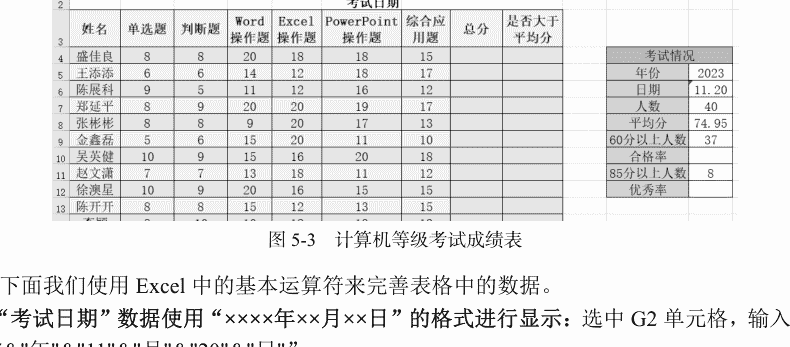 2 考试日期
3 姓名 单选题 判断题 Word操作题 Excel操作题 PowerPoint操作题 综合应用题 总分 是否大于平均分
4 盛佳良 8 8 20 18 18 15 考试情况
5 王添添 6 6 14 12 18 17 年份 2023
6 陈展科 9 5 11 12 16 12 日期 11.20
7 郑延平 8 9 20 20 19 17 人数 40
8 张彬彬 8 8 9 20 17 13 平均分 74.95
9 金鑫磊 5 6 15 20 11 10 60分以上人数 37
10 吴英健 10 9 15 16 20 18 合格率
11 赵文潇 7 7 13 18 11 12 85分以上人数 8
12 徐澳星 10 9 20 16 15 15 优秀率
13 陈开开 8 8 15 12 13 15
图 5-3 计算机等级考试成绩表
下面我们使用 Excel 中的基本运算符来完善表格中的数据。
“考试日期”数据使用“××××年××月××日”的格式进行显示：选中 G2 单元格，输入